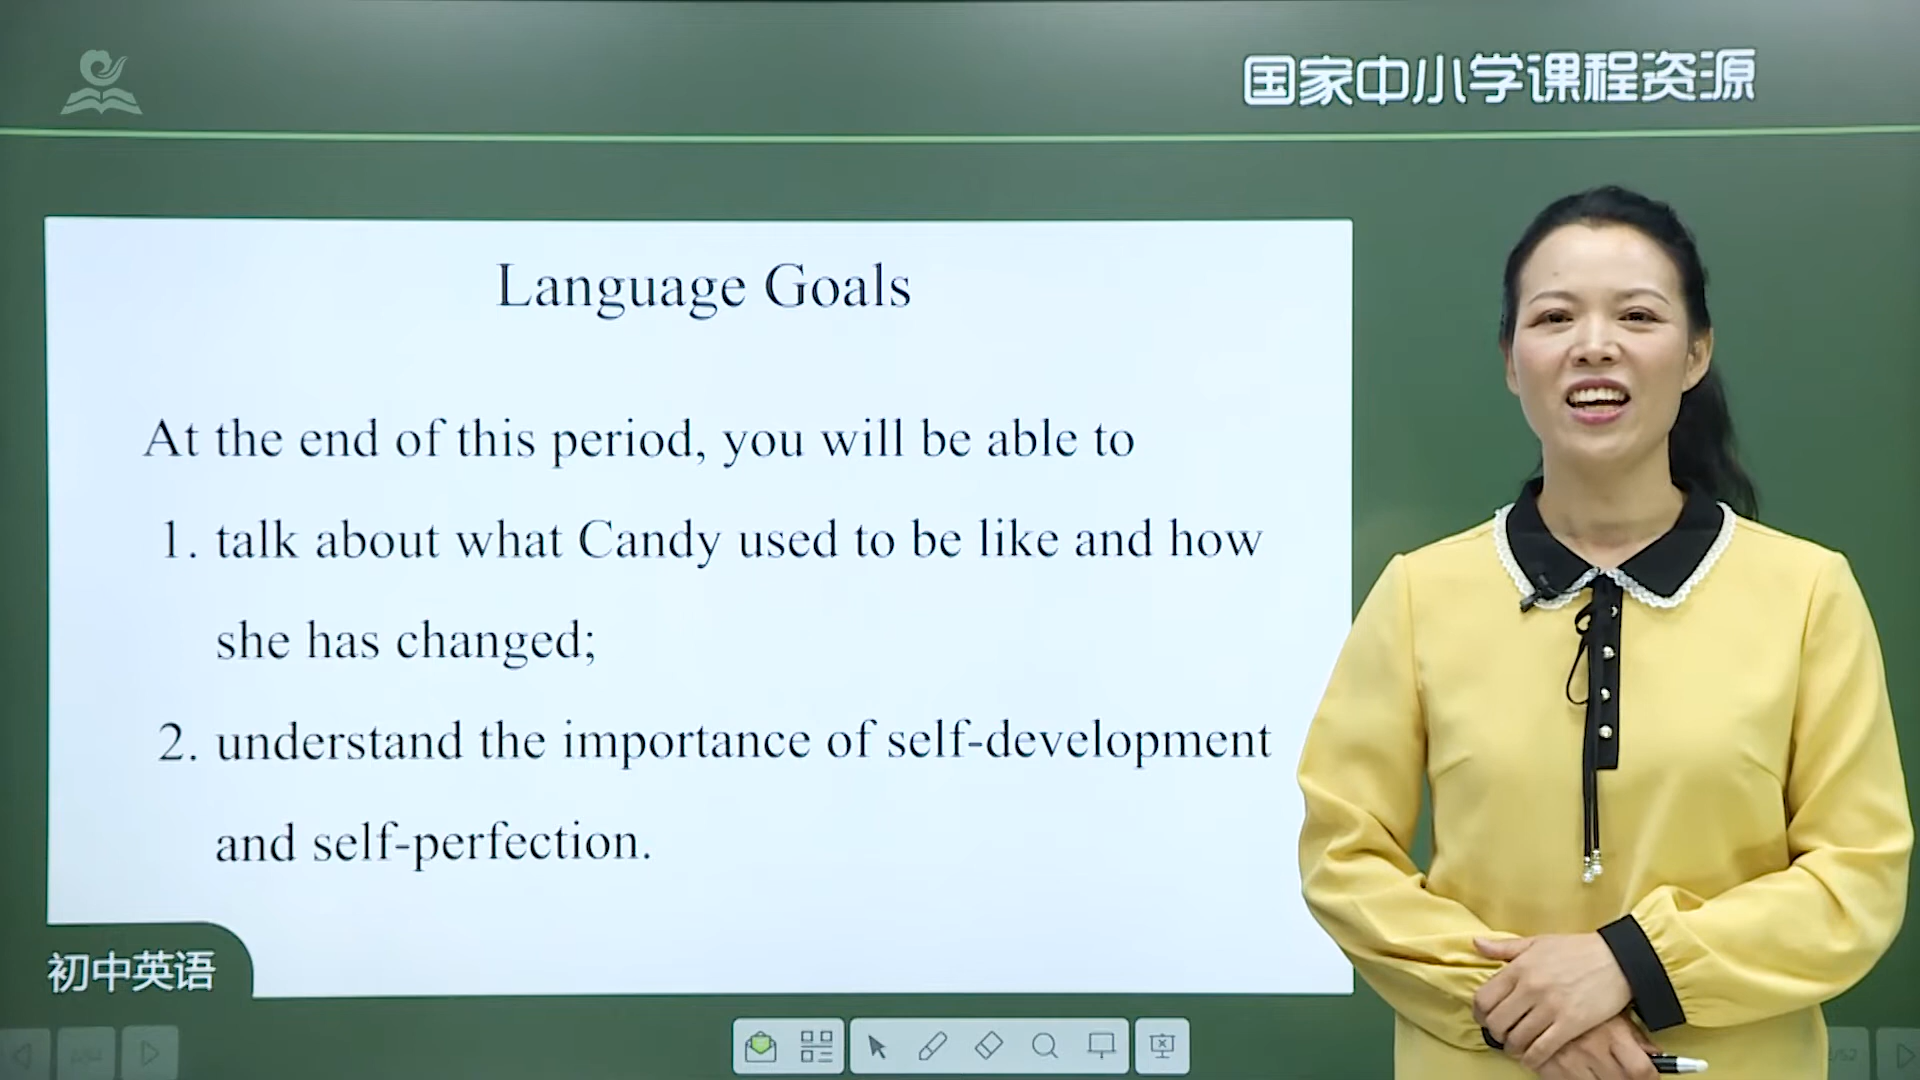 国家中小学课程资源
Language Goals
At the end of this period, you will be able to
1. talk about what Candy used to be like and how
she has changed;
2. understand the importance of self-development
and self-perfection.
初中英语